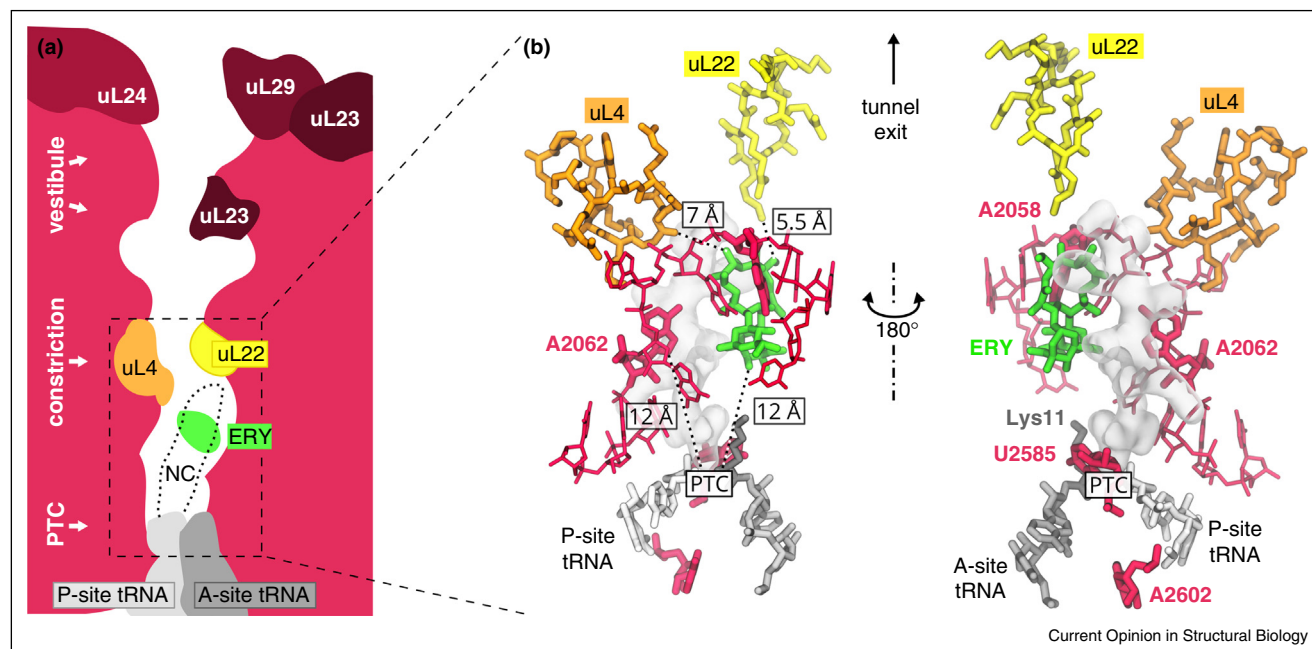 (a)
uL24
uL29
uL23
uL23
vestibule
constriction
PTC
uL4
uL22
ERY
NC
P-site tRNA
A-site tRNA
(b)
uL22
uL4
7 Å
5.5 Å
A2062
12 Å
12 Å
PTC
P-site
tRNA
tunnel
exit
180°
uL22
uL4
A2058
ERY
A2062
Lys11
U2585
PTC
P-site
tRNA
A-site
tRNA
A2602
Current Opinion in Structural Biology